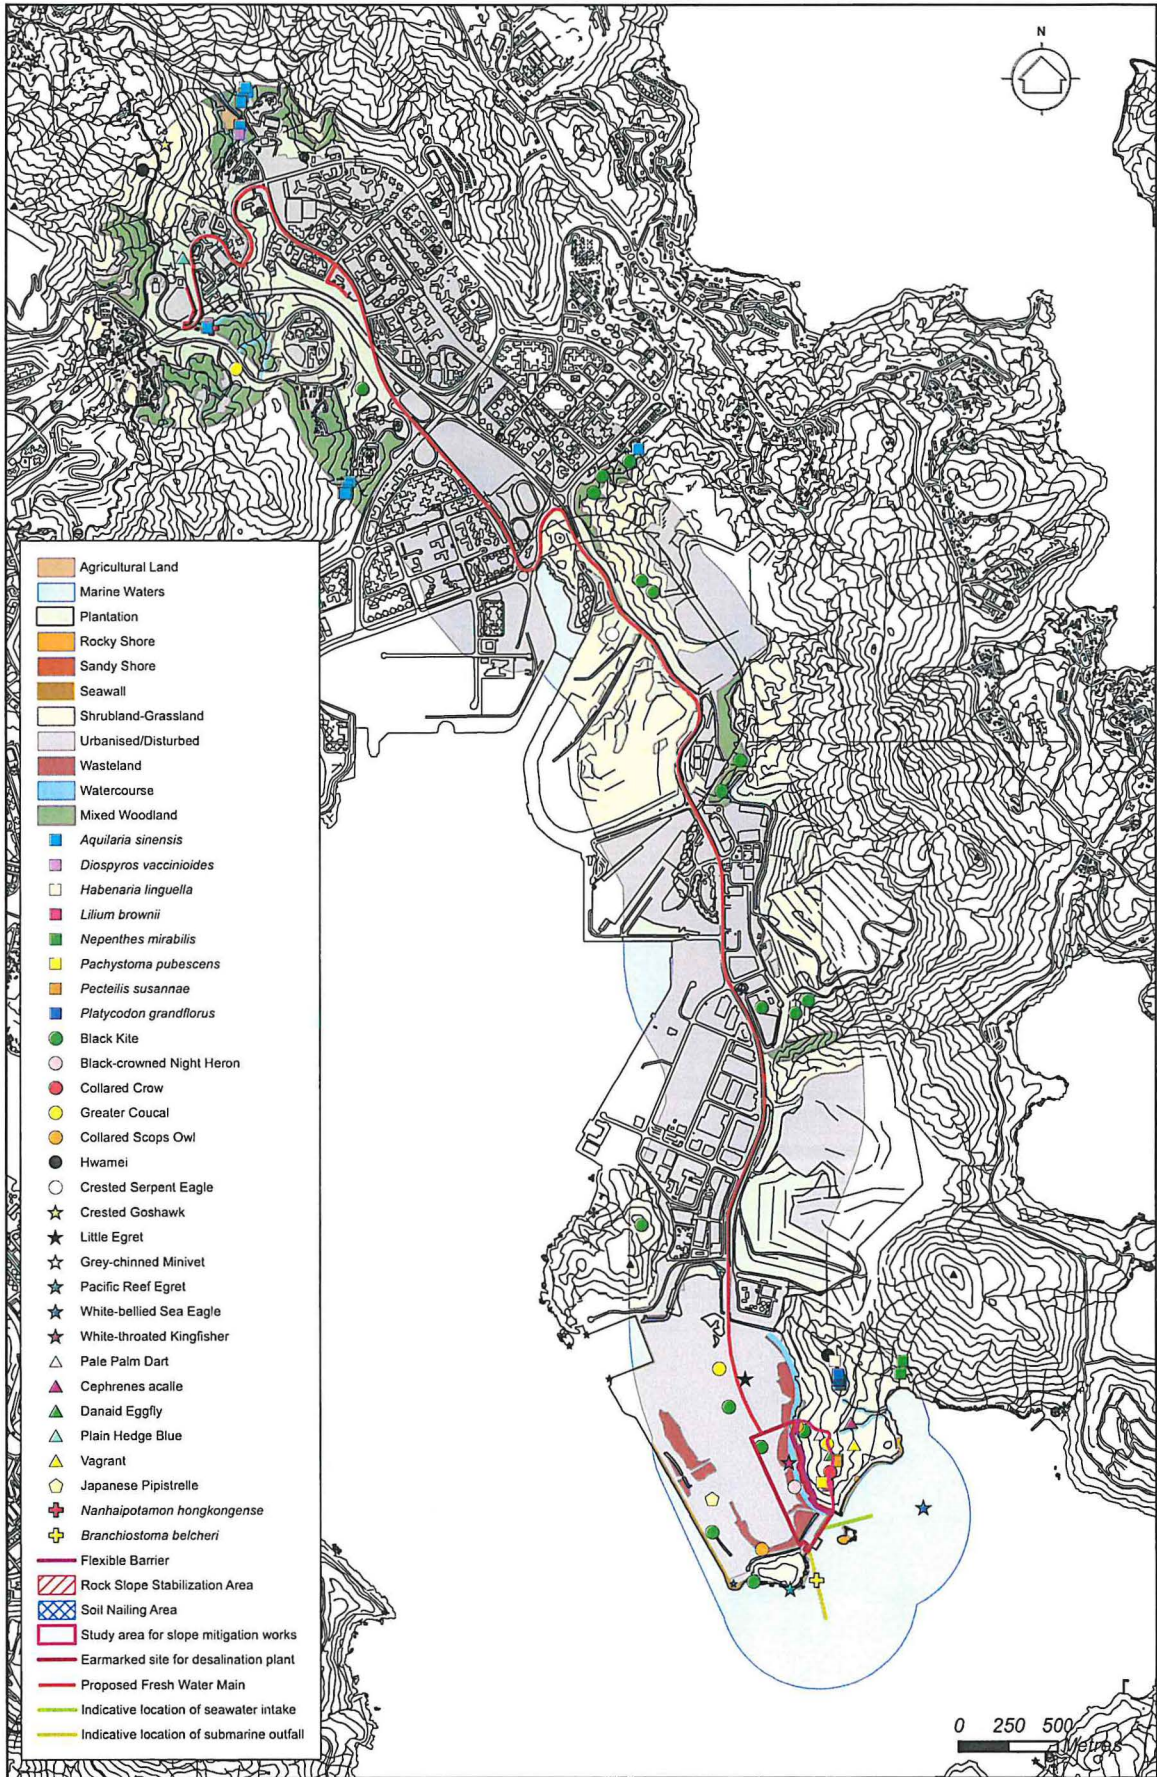 N
Agricultural Land
Marine Waters
Plantation
Rocky Shore
Sandy Shore
Seawall
Shrubland-Grassland
Urbanised/Disturbed
Wasteland
Watercourse
Mixed Woodland
Aquilaria sinensis
Diospyros vaccinioides
Habenaria linguella
Lilium brownii
Nepenthes mirabilis
Pachystoma pubescens
Pecteilis susannae
Platycodon grandflorus
Black Kite
Black-crowned Night Heron
Collared Crow
Greater Coucal
Collared Scops Owl
Hwamei
Crested Serpent Eagle
Crested Goshawk
Little Egret
Grey-chinned Minivet
Pacific Reef Egret
White-bellied Sea Eagle
White-throated Kingfisher
Pale Palm Dart
Cephrenes acalle
Danaid Eggfly
Plain Hedge Blue
Vagrant
Japanese Pipistrelle
Nanhaipotamon hongkongense
Branchiostoma belcheri
Flexible Barrier
Rock Slope Stabilization Area
Soil Nailing Area
Study area for slope mitigation works
Earmarked site for desalination plant
Proposed Fresh Water Main
Indicative location of seawater intake
Indicative location of submarine outfall
0 250 500
Metres